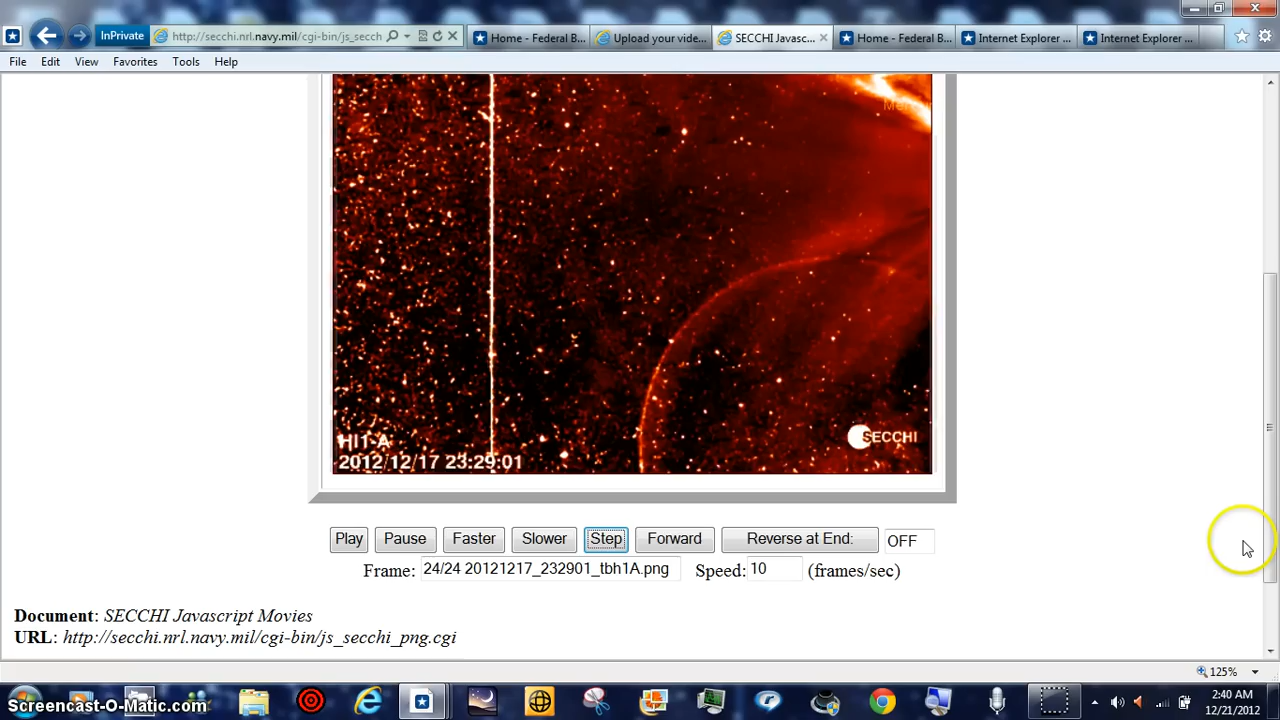 InPrivate
http://secchi.nrl.navy.mil/cgi-bin/js_secch
Home - Federal B...
Upload your vide...
SECCHI Javasc...
Home - Federal B...
Internet Explorer ...
Internet Explorer ...
File Edit View Favorites Tools Help
HI1-A
2012/12/17 23:29:01
SECCHI
Play Pause Faster Slower Step Forward Reverse at End: OFF
Frame: 24/24 20121217_232901_tbh1A.png Speed: 10 (frames/sec)
Document: SECCHI Javascript Movies
URL: http://secchi.nrl.navy.mil/cgi-bin/js_secchi_png.cgi
125%
Screencast-O-Matic.com
2:40 AM
12/21/2012